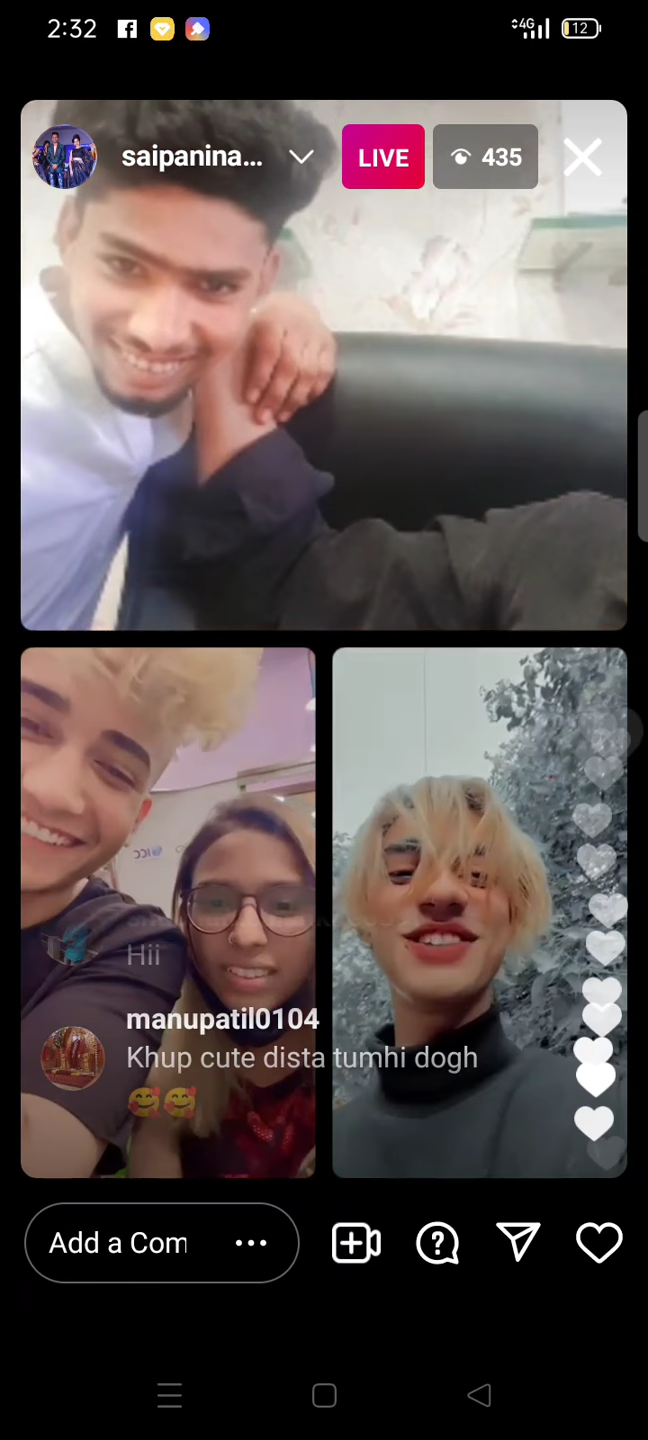 2:32
4G
12
saipanina...
LIVE
435
Hii
manupatil0104
Khup cute dista tumhi dogh
🥰🥰
Add a Com